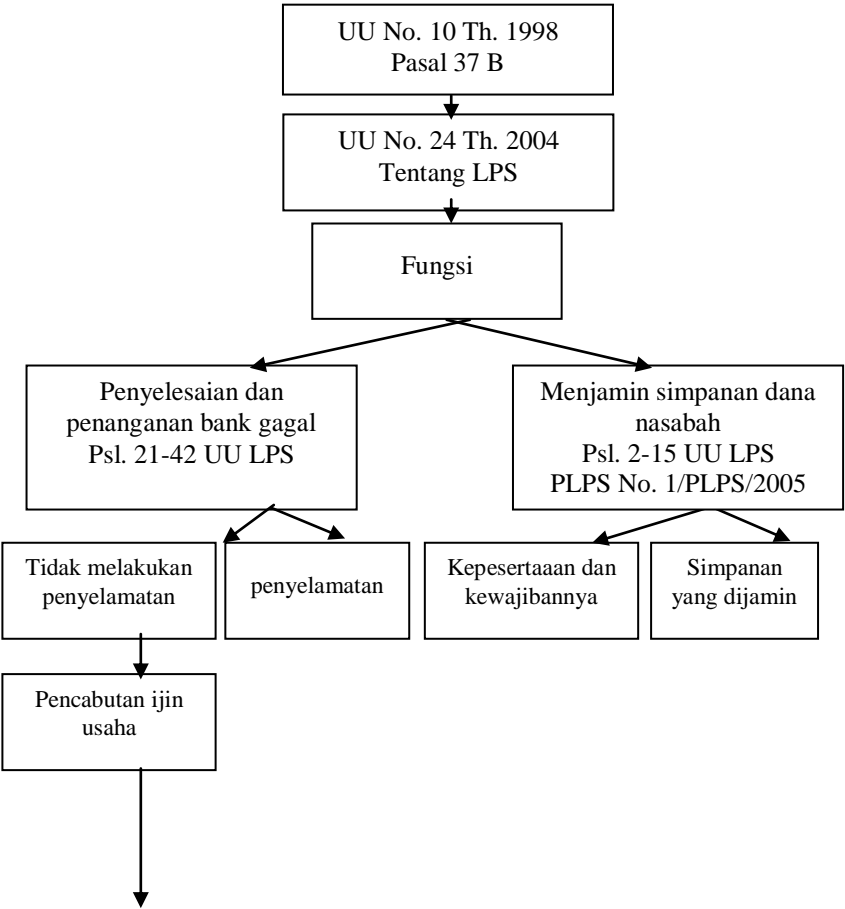 UU No. 10 Th. 1998
Pasal 37 B
UU No. 24 Th. 2004
Tentang LPS
Fungsi
Penyelesaian dan
penanganan bank gagal
Psl. 21-42 UU LPS
Menjamin simpanan dana
nasabah
Psl. 2-15 UU LPS
PLPS No. 1/PLPS/2005
Tidak melakukan
penyelamatan
penyelamatan
Kepesertaaan dan
kewajibannya
Simpanan
yang dijamin
Pencabutan ijin
usaha